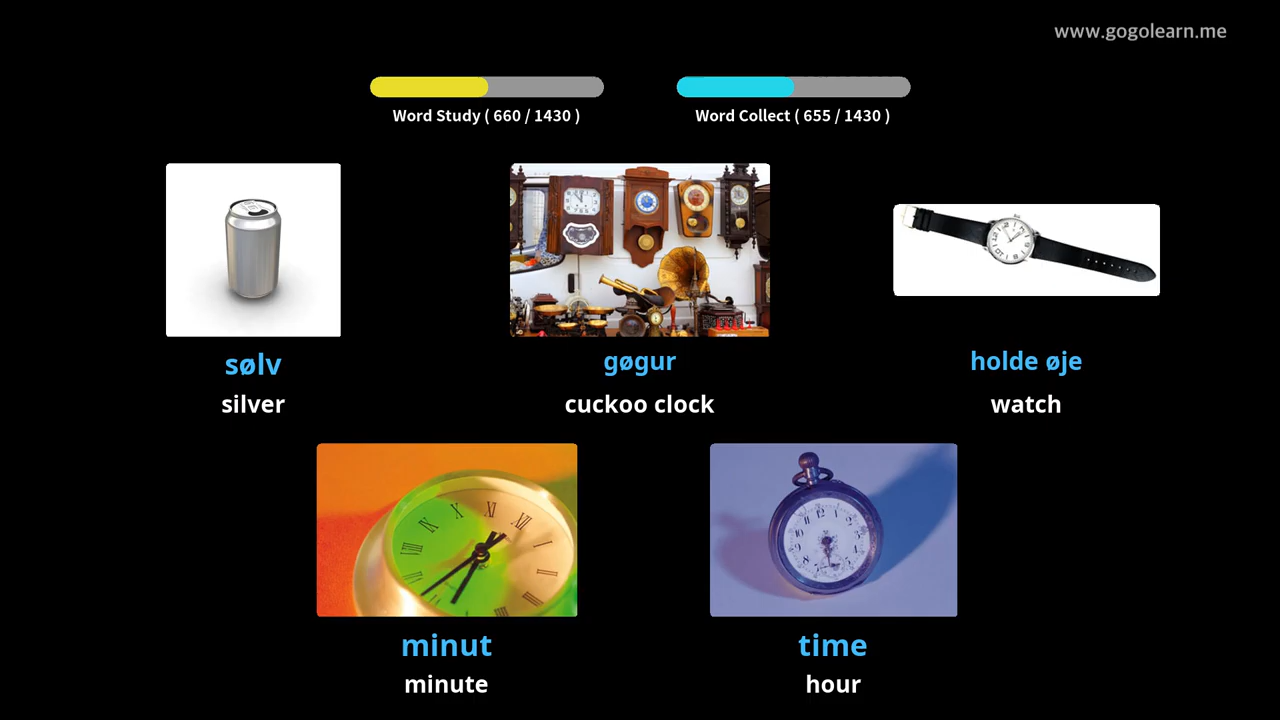 www.gogolearn.me
Word Study ( 660 / 1430 )
Word Collect ( 655 / 1430 )
sølv
silver
gøgur
cuckoo clock
holde øje
watch
minut
minute
time
hour